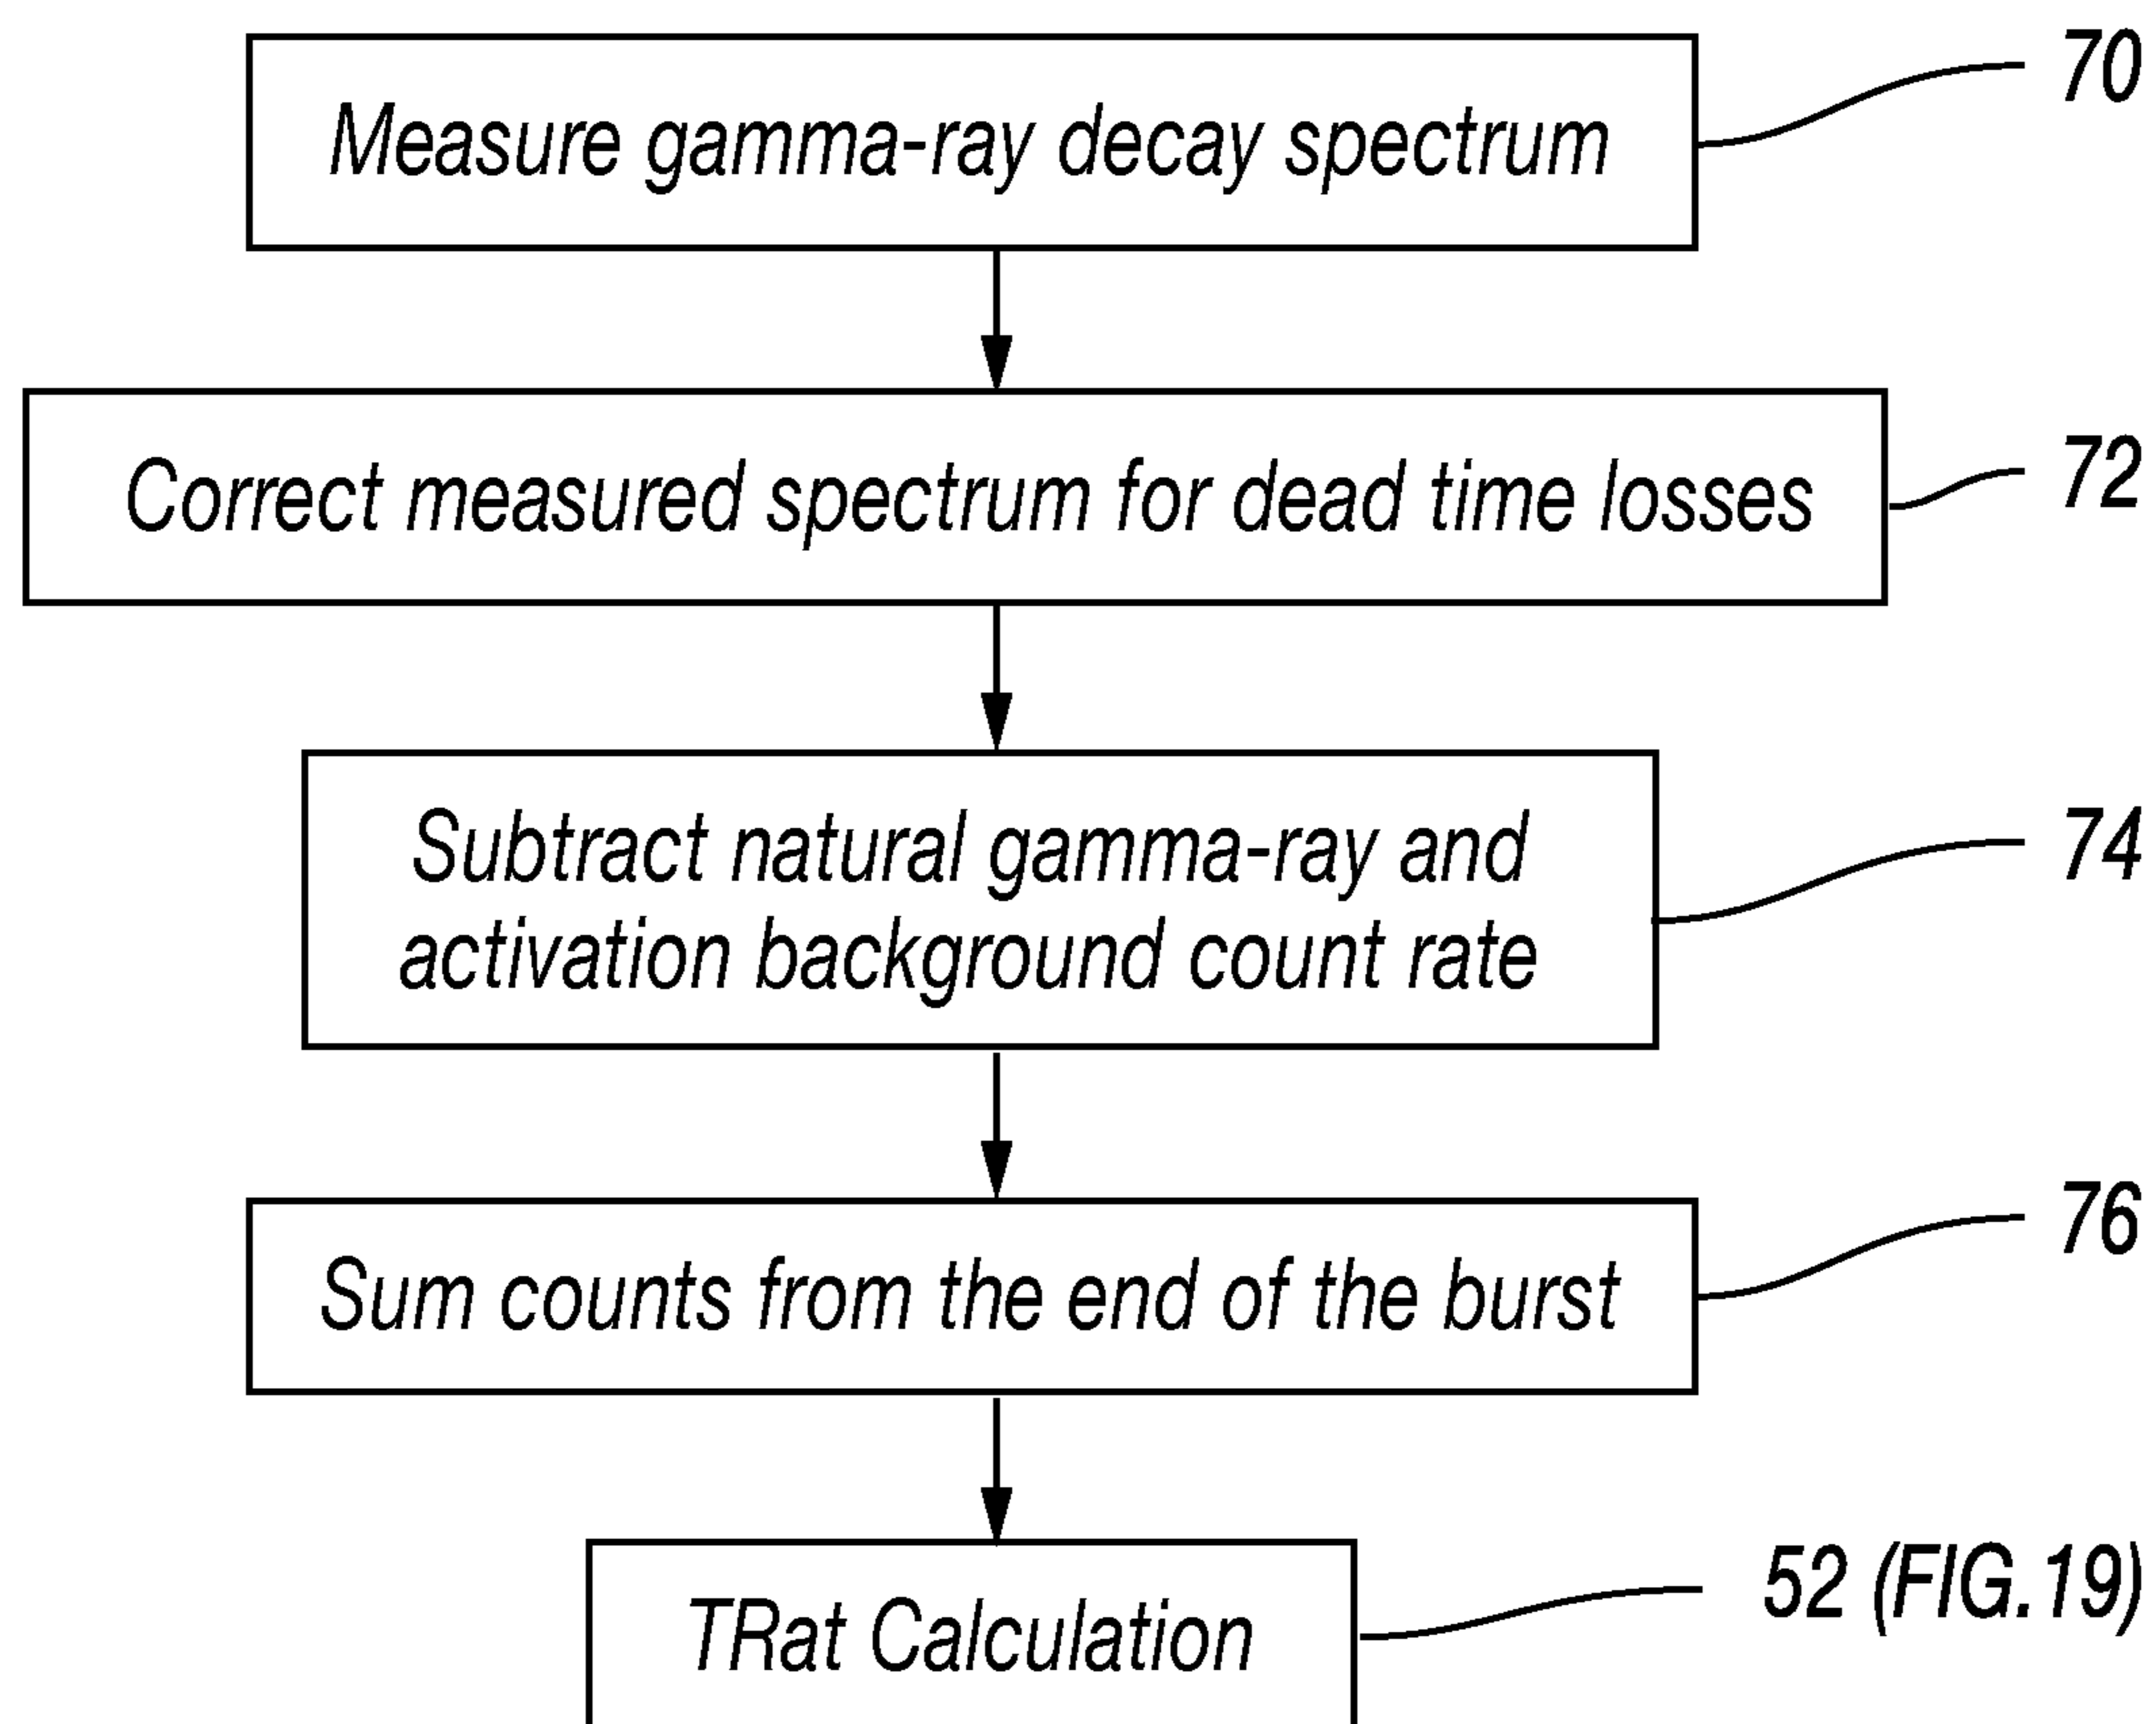 Measure gamma-ray decay spectrum
70
Correct measured spectrum for dead time losses
72
Subtract natural gamma-ray and
activation background count rate
74
Sum counts from the end of the burst
76
TRat Calculation
52 (FIG.19)